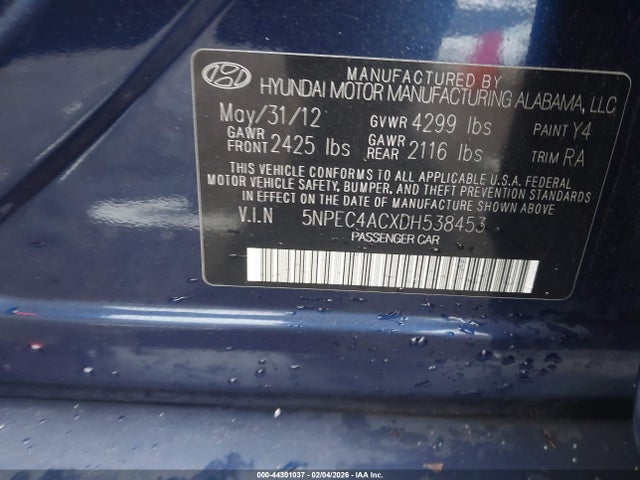 MANUFACTURED BY
HYUNDAI MOTOR MANUFACTURING ALABAMA, LLC.
May/31/12 GVWR 4299 lbs PAINT Y4
GAWR FRONT 2425 lbs GAWR REAR 2116 lbs TRIM RA
THIS VEHICLE CONFORMS TO ALL APPLICABLE U.S.A. FEDERAL
MOTOR VEHICLE SAFETY, BUMPER, AND THEFT PREVENTION STANDARDS
IN EFFECT ON THE DATE OF MANUFACTURE SHOWN ABOVE
V.I.N 5NPEC4ACXDH538453
PASSENGER CAR
000-44301037 - 02/04/2026 - IAA Inc.